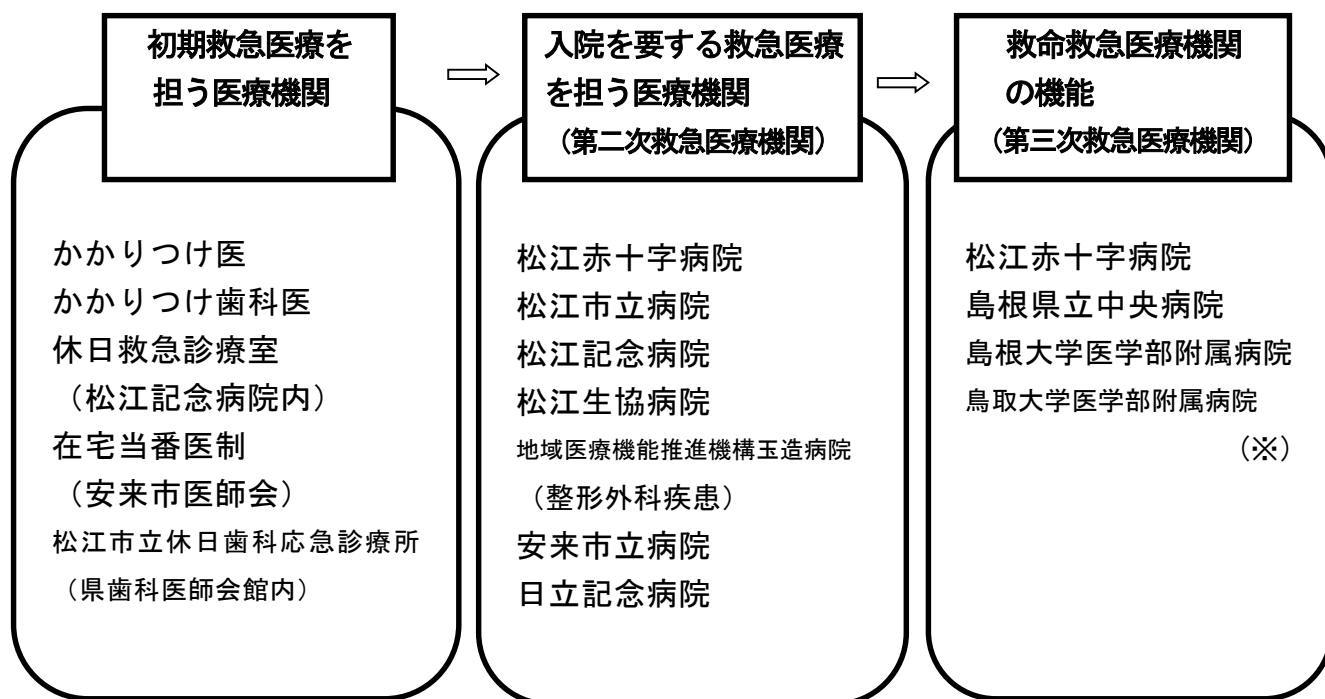 初期救急医療を
担う医療機関
かかりつけ医
かかりつけ歯科医
休日救急診療室
（松江記念病院内）
在宅当番医制
（安来市医師会）
松江市立休日歯科応急診療所
（県歯科医師会館内）
入院を要する救急医療
を担う医療機関
（第二次救急医療機関）
松江赤十字病院
松江市立病院
松江記念病院
松江生協病院
地域医療機能推進機構玉造病院
（整形外科疾患）
安来市立病院
日立記念病院
救命救急医療機関
の機能
（第三次救急医療機関）
松江赤十字病院
島根県立中央病院
島根大学医学部附属病院
鳥取大学医学部附属病院
（※）